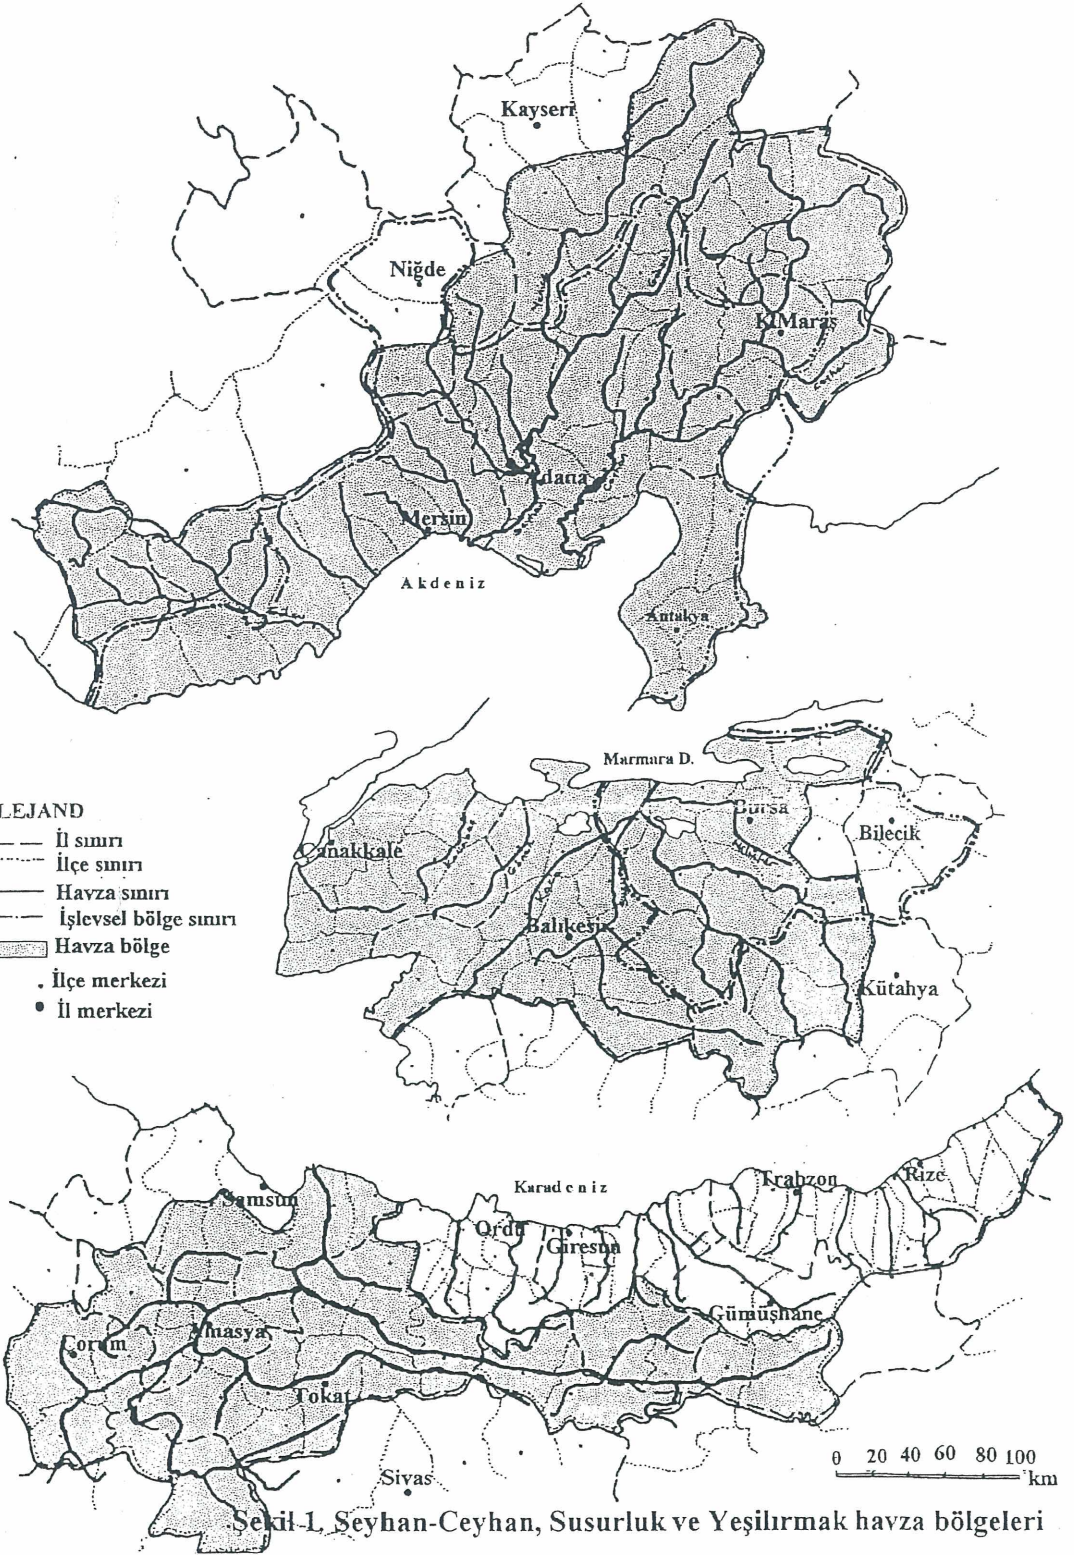 Kayseri
Niğde
K.Maraş
Adana
Mersin
Akdeniz
Antakya
Marmara D.
Bursa
Bilecik
Çanakkale
Balıkesir
Kütahya
LEJAND
İl sınırı
İlçe sınırı
Havza sınırı
İşlevsel bölge sınırı
Havza bölge
İlçe merkezi
İl merkezi
Karadeniz
Samsun
Ordu
Giresun
Trabzon
Rize
Gümüşhane
Çorum
Amasya
Tokat
Sivas
0 20 40 60 80 100
km
Şekil 1. Seyhan-Ceyhan, Susurluk ve Yeşilırmak havza bölgeleri